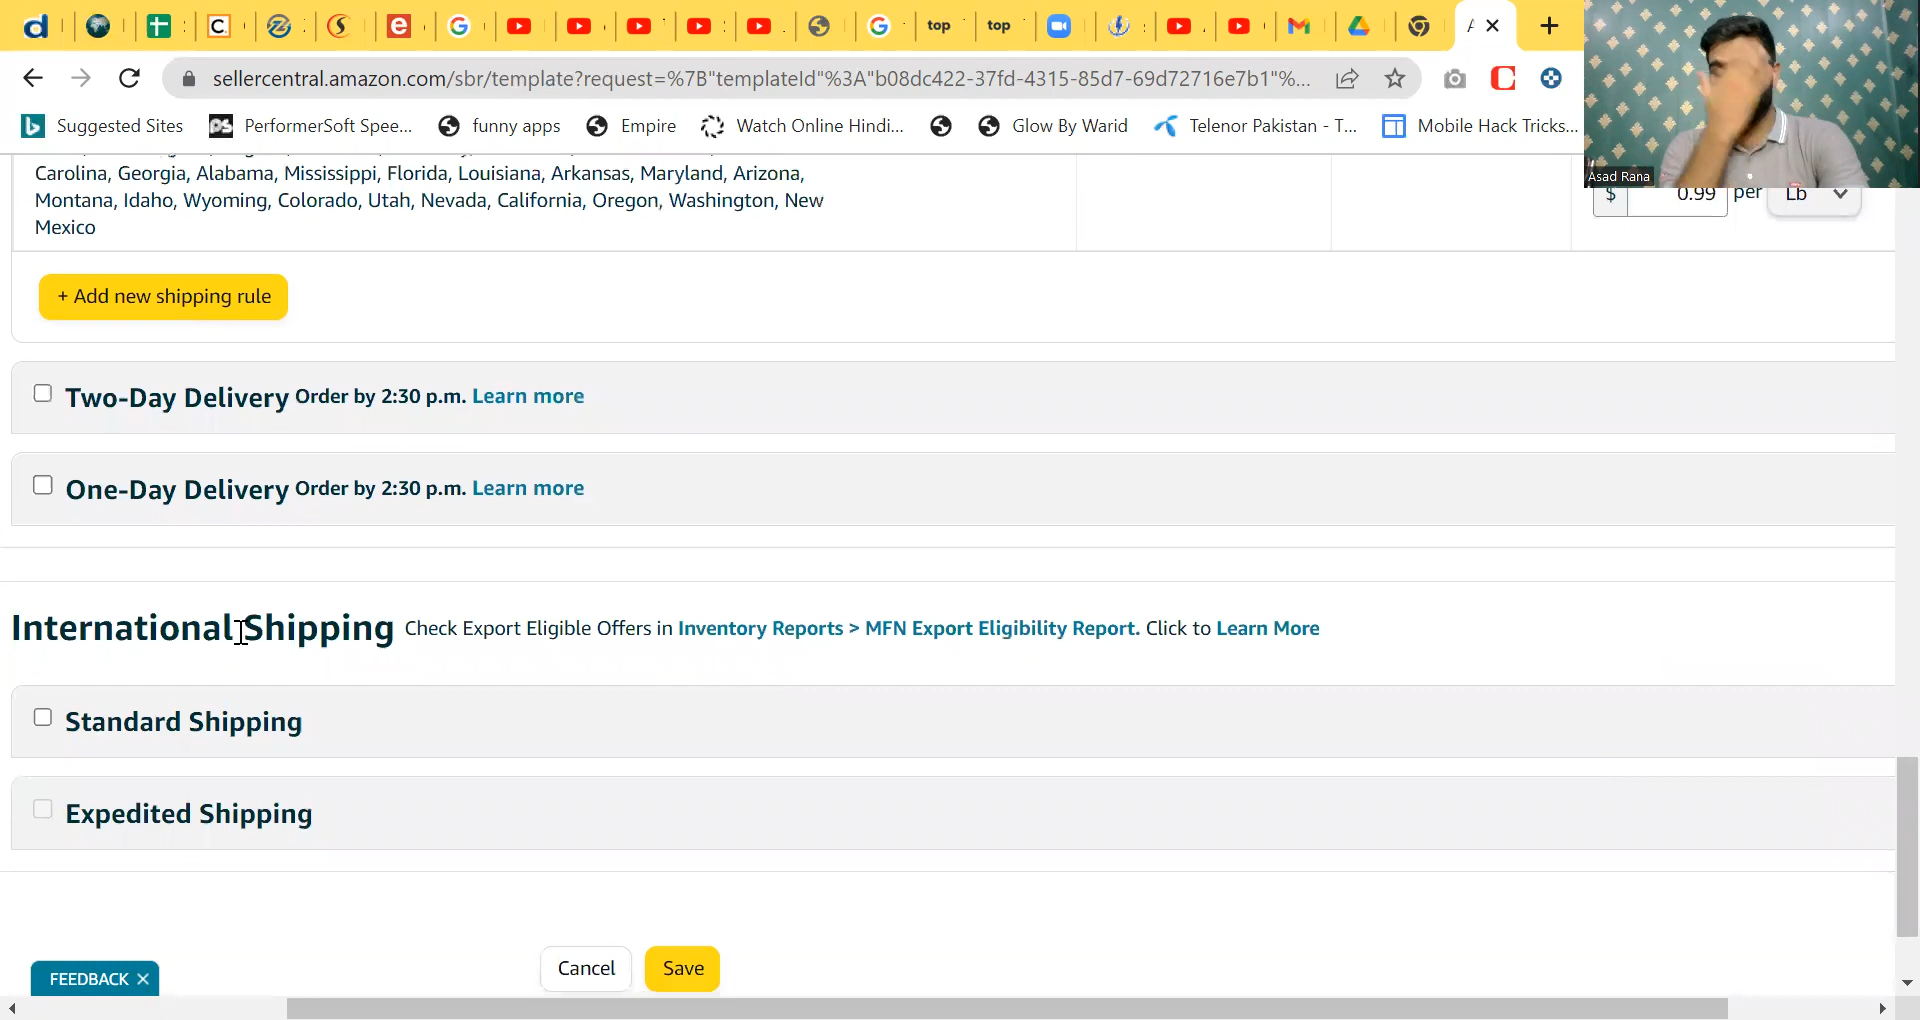 top
top
sellercentral.amazon.com/sbr/template?request=%7B"templateId"%3A"b08dc422-37fd-4315-85d7-69d72716e7b1"%...
Suggested Sites
PerformerSoft Spee...
funny apps
Empire
Watch Online Hindi...
Glow By Warid
Telenor Pakistan - T...
Mobile Hack Tricks...
Asad Rana
Carolina, Georgia, Alabama, Mississippi, Florida, Louisiana, Arkansas, Maryland, Arizona,
Montana, Idaho, Wyoming, Colorado, Utah, Nevada, California, Oregon, Washington, New
Mexico
$ 0.99 per Lb
+ Add new shipping rule
Two-Day Delivery Order by 2:30 p.m. Learn more
One-Day Delivery Order by 2:30 p.m. Learn more
International Shipping Check Export Eligible Offers in Inventory Reports > MFN Export Eligibility Report. Click to Learn More
Standard Shipping
Expedited Shipping
Cancel
Save
FEEDBACK